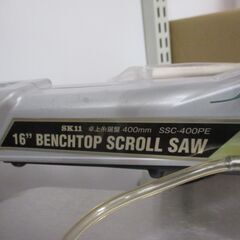 SK11 卓上糸鋸盤 400mm SSC-400PE
16" BENCHTOP SCROLL SAW